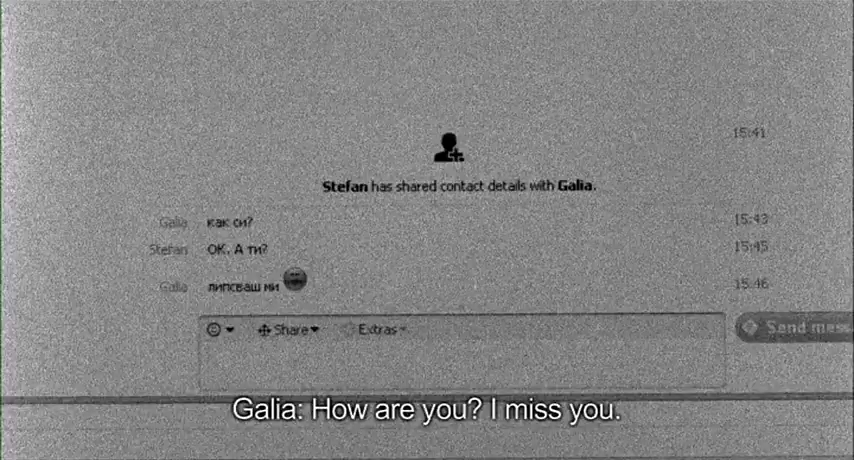 15:41
Stefan has shared contact details with Galia.
Galia как си? 15:43
Stefan ОК. А ти? 15:45
Galia липсваш ми 15:46
Share Extras
Send mess
Galia: How are you? I miss you.